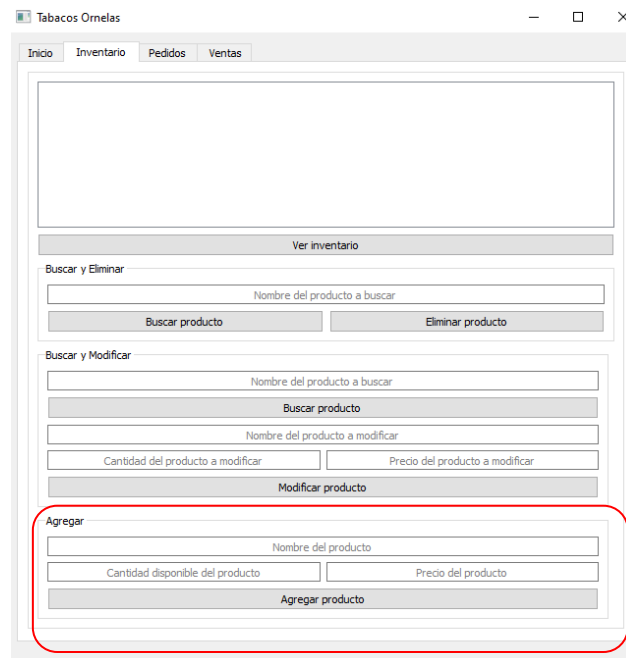 Tabacos Ornelas
Inicio Inventario Pedidos Ventas
Ver inventario
Buscar y Eliminar
Nombre del producto a buscar
Buscar producto Eliminar producto
Buscar y Modificar
Nombre del producto a buscar
Buscar producto
Nombre del producto a modificar
Cantidad del producto a modificar Precio del producto a modificar
Modificar producto
Agregar
Nombre del producto
Cantidad disponible del producto Precio del producto
Agregar producto